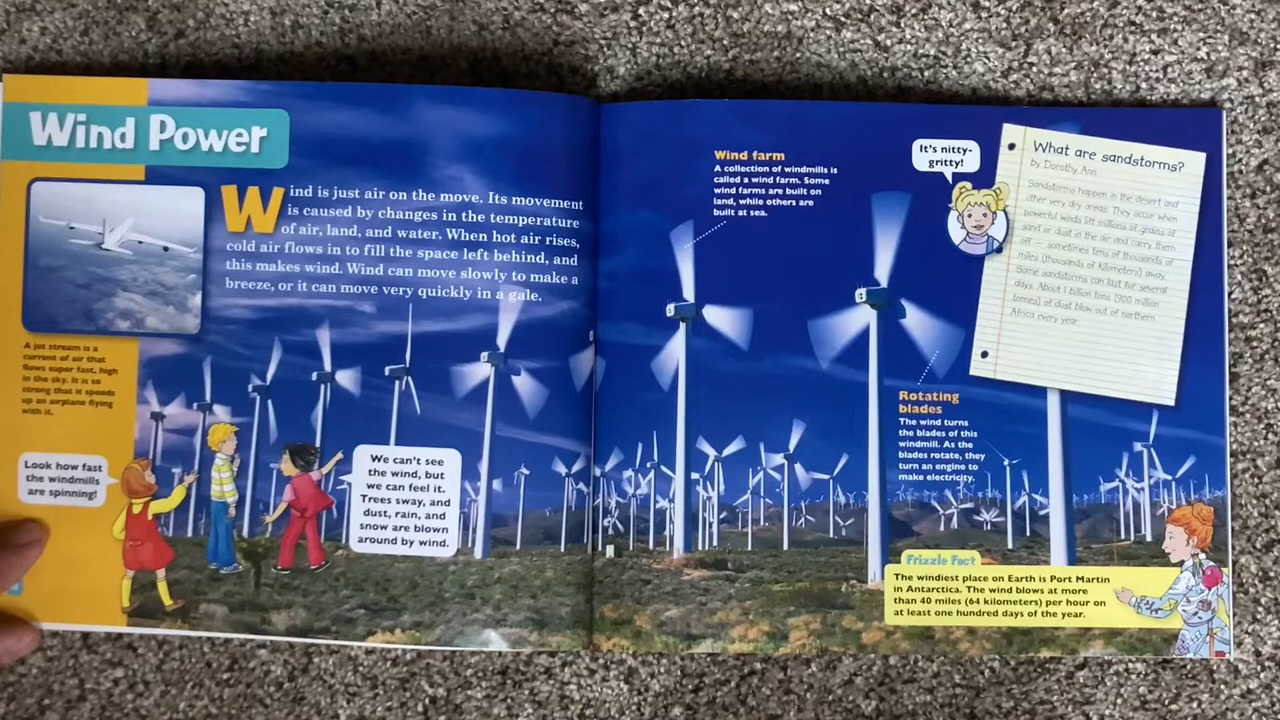 Wind Power
Wind is just air on the move. Its movement
is caused by changes in the temperature
of air, land, and water. When hot air rises,
cold air flows in to fill the space left behind, and
this makes wind. Wind can move slowly to make a
breeze, or it can move very quickly in a gale.
A jet stream is a
current of air that
flows super fast, high
in the sky. It is so
strong that it speeds
up an airplane flying
with it.
Look how fast
the windmills
are spinning!
We can't see
the wind, but
we can feel it.
Trees sway, and
dust, rain, and
snow are blown
around by wind.
Wind farm
A collection of windmills is
called a wind farm. Some
wind farms are built on
land, while others are
built at sea.
Rotating
blades
The wind turns
the blades of this
windmill. As the
blades rotate, they
turn an engine to
make electricity.
It's nitty-
gritty!
What are sandstorms?
by Dorothy Ann
Sandstorms happen in the desert and
other very dry areas. They occur when
powerful winds lift millions of grains of
sand or dust in the air and carry them
off — sometimes tens of thousands of
miles (thousands of kilometers) away.
Some sandstorms can last for several
days. About 1 billion tons (900 million
tonnes) of dust blow out of northern
Africa every year.
Frizzle Fact
The windiest place on Earth is Port Martin
in Antarctica. The wind blows at more
than 40 miles (64 kilometers) per hour on
at least one hundred days of the year.